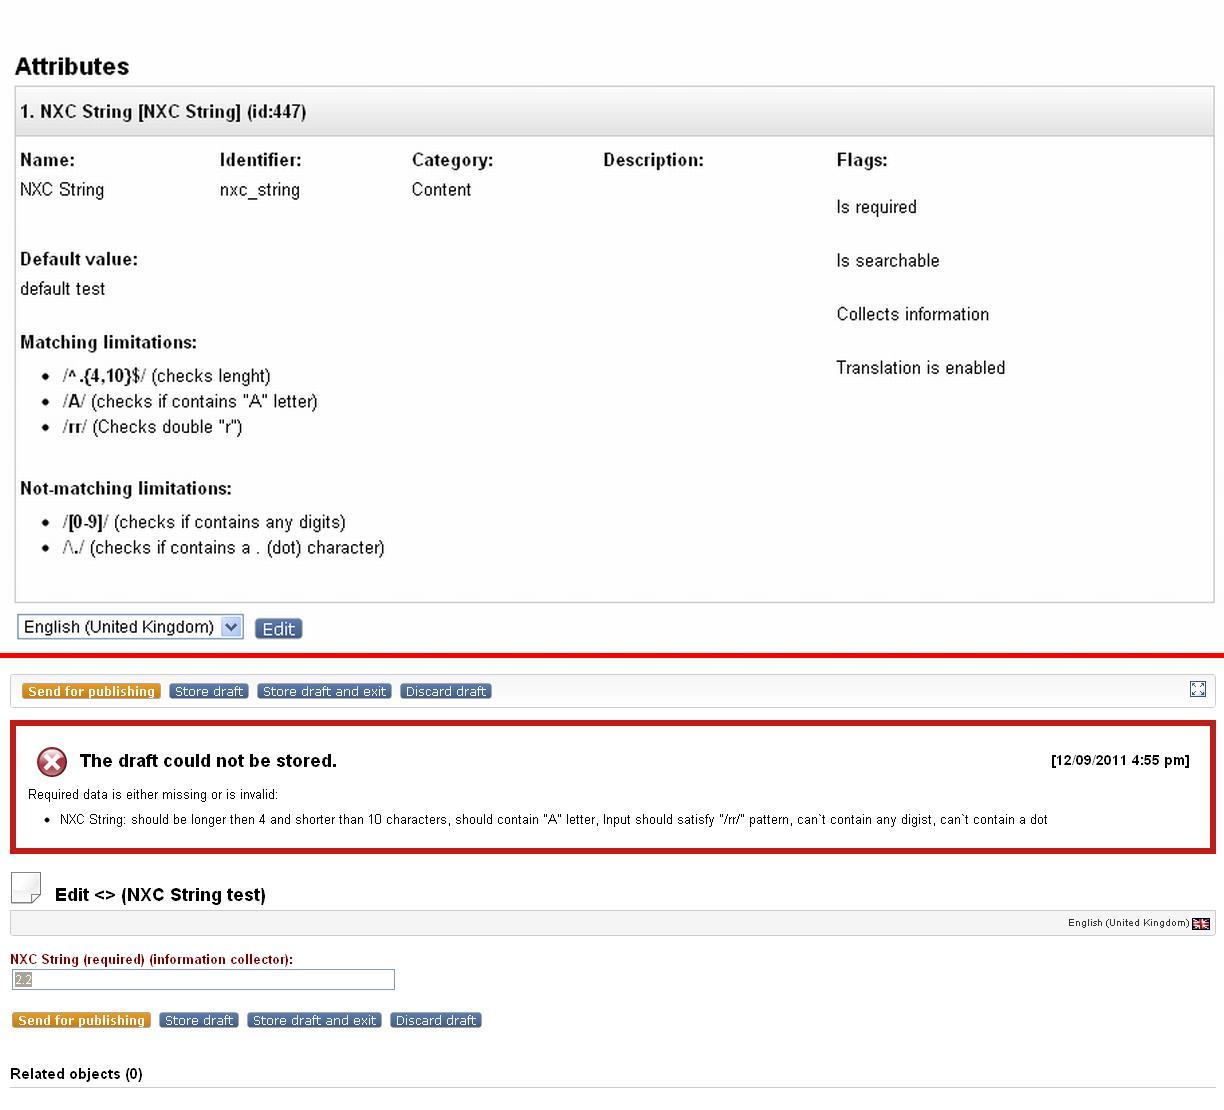 Attributes
1. NXC String [NXC String] (id:447)
Name: Identifier: Category: Description: Flags:
NXC String nxc_string Content
Is required
Default value:
Is searchable
default test
Collects information
Matching limitations:
Translation is enabled
/^.{4,10}$/ (checks lenght)
/A/ (checks if contains "A" letter)
/rr/ (Checks double "r")
Not-matching limitations:
/[0-9]/ (checks if contains any digits)
/\./ (checks if contains a . (dot) character)
English (United Kingdom) Edit
Send for publishing Store draft Store draft and exit Discard draft
The draft could not be stored. [12/09/2011 4:55 pm]
Required data is either missing or is invalid:
NXC String: should be longer then 4 and shorter than 10 characters, should contain "A" letter, Input should satisfy "/rr/" pattern, can`t contain any digist, can`t contain a dot
Edit <> (NXC String test)
English (United Kingdom)
NXC String (required) (information collector):
2.2
Send for publishing Store draft Store draft and exit Discard draft
Related objects (0)